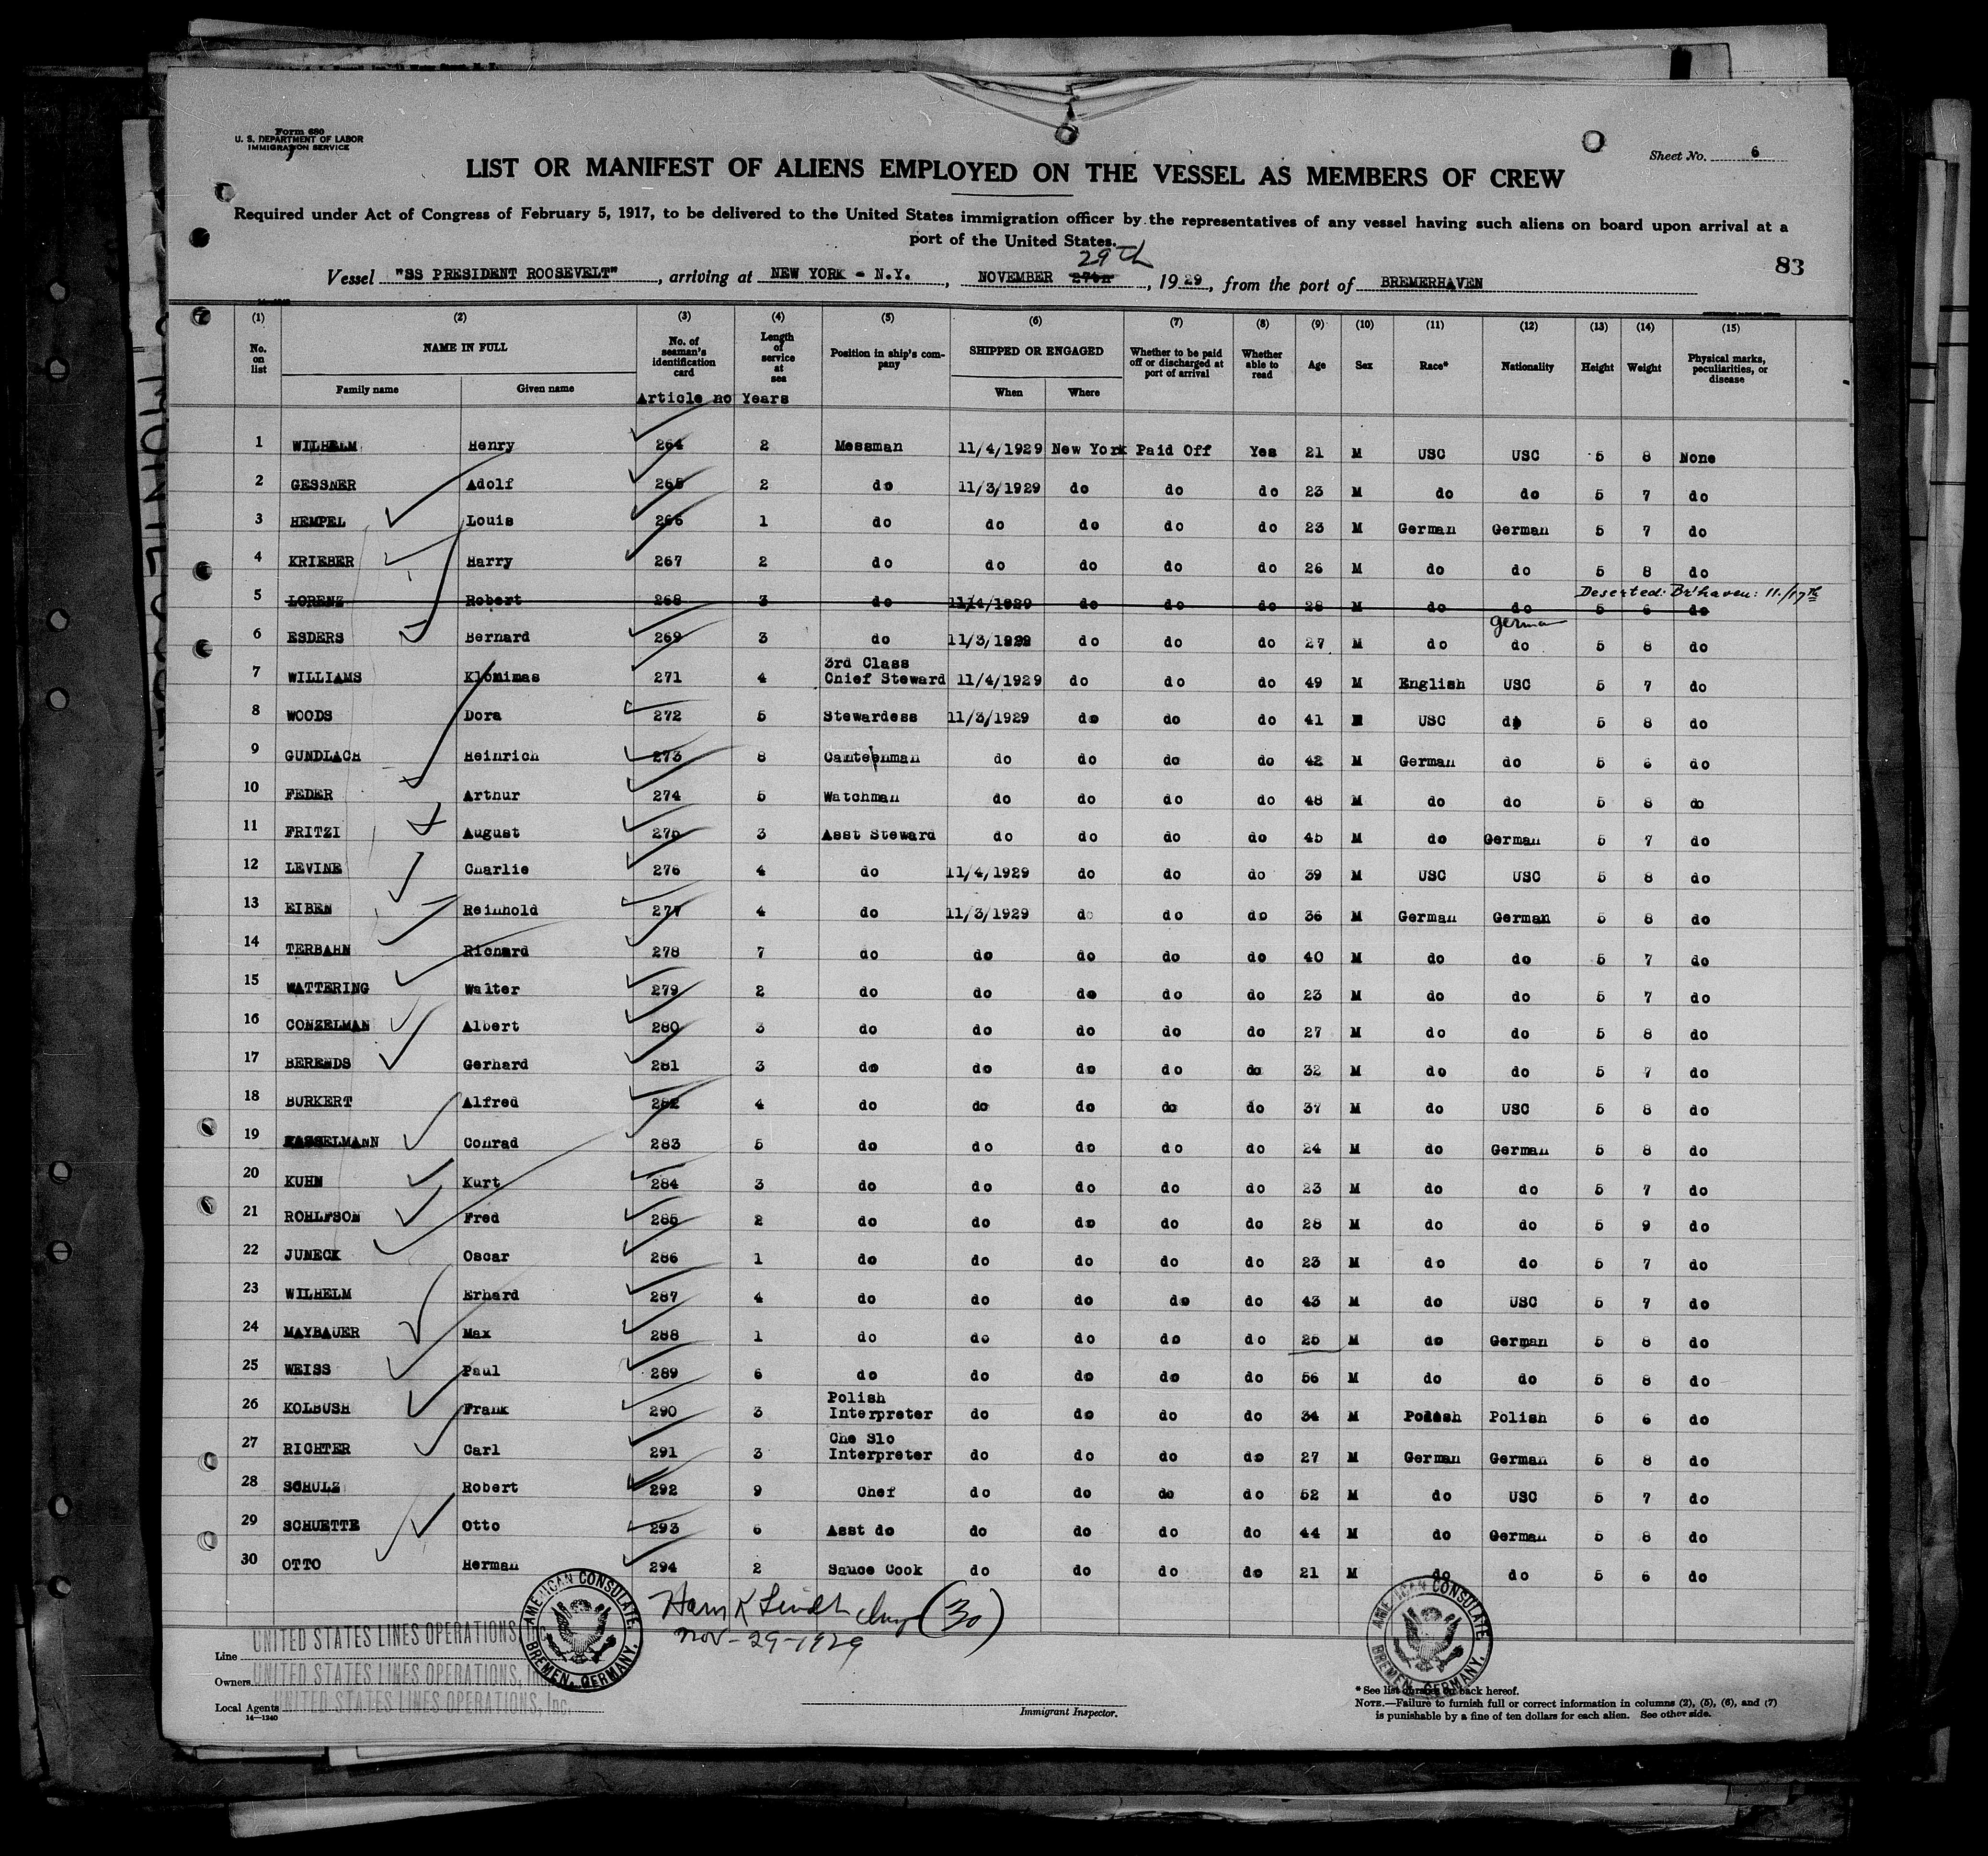 Form 680
U. S. DEPARTMENT OF LABOR
IMMIGRATION SERVICE
Sheet No. 6
LIST OR MANIFEST OF ALIENS EMPLOYED ON THE VESSEL AS MEMBERS OF CREW
Required under Act of Congress of February 5, 1917, to be delivered to the United States immigration officer by the representatives of any vessel having such aliens on board upon arrival at a
port of the United States.
29th
83
Vessel "SS PRESIDENT ROOSEVELT", arriving at NEW YORK - N.Y., NOVEMBER 27th, 1929, from the port of BREMERHAVEN
(1) (2) (3) (4) (5) (6) (7) (8) (9) (10) (11) (12) (13) (14) (15)
No. on list NAME IN FULL Family name Given name No. of seaman's identification card Length of service at sea Position in ship's company SHIPPED OR ENGAGED When Where Whether to be paid off or discharged at port of arrival Whether able to read Age Sex Race* Nationality Height Weight Physical marks, peculiarities, or disease
Article no Years
1 WILHELM Henry 264 2 Messman 11/4/1929 New York Paid Off Yes 21 M USC USC 5 8 None
2 GESSNER Adolf 265 2 do 11/3/1929 do do do 23 M do do 5 7 do
3 HEMPEL Louis 266 1 do do do do do 23 M German German 5 7 do
4 KRIEBER Harry 267 2 do do do do do 26 M do do 5 8 do
Deserted: Br'haven: 11/17th
5 LORENZ Robert 268 3 do 11/4/1929 do do do 28 M do do 5 6 do
german
6 ESDERS Bernard 269 3 do 11/3/1929 do do do 27 M do do 5 8 do
7 WILLIAMS Klonimas 271 4 3rd Class Chief Steward 11/4/1929 do do do 49 M English USC 5 7 do
8 WOODS Dora 272 5 Stewardess 11/3/1929 do do do 41 USC do 5 8 do
9 GUNDLACH Heinrich 273 8 Canteenman do do do do 42 M German do 5 6 do
10 FEDER Arthur 274 5 Watchman do do do do 48 M do do 5 8 do
11 FRITZI August 275 3 Asst Steward do do do do 45 M do German 5 7 do
12 LEVINE Charlie 276 4 do 11/4/1929 do do do 39 M USC USC 5 8 do
13 EIBEN Reinhold 277 4 do 11/3/1929 do do do 36 M German German 5 8 do
14 TERBAHN Richard 278 7 do do do do do 40 M do do 5 7 do
15 WATTERING Walter 279 2 do do do do do 23 M do do 5 7 do
16 CONZELMAN Albert 280 3 do do do do do 27 M do do 5 8 do
17 BERENDS Gerhard 281 3 do do do do do 32 M do do 5 7 do
18 BURKERT Alfred 282 4 do do do do do 37 M do USC 5 8 do
19 KASSELMANN Conrad 283 5 do do do do do 24 M do German 5 8 do
20 KUHN Kurt 284 3 do do do do do 23 M do do 5 7 do
21 ROHLFSON Fred 285 2 do do do do do 28 M do do 5 9 do
22 JUNECK Oscar 286 1 do do do do do 23 M do do 5 7 do
23 WILHELM Erhard 287 4 do do do do do 43 M do USC 5 7 do
24 MAYBAUER Max 288 1 do do do do do 25 M do German 5 8 do
25 WEISS Paul 289 6 do do do do do 56 M do do 5 8 do
26 KOLBUSH Frank 290 3 Polish Interpreter do do do do 34 M Polish Polish 5 6 do
27 RICHTER Carl 291 3 Che Slo Interpreter do do do do 27 M German German 5 8 do
28 SCHULZ Robert 292 9 Chef do do do do 52 M do USC 5 7 do
29 SCHUETTE Otto 293 6 Asst do do do do do 44 M do German 5 8 do
30 OTTO Herman 294 2 Sauce Cook do do do do 21 M do do 5 6 do
(30)
Nov-29-1929
AMERICAN CONSULATE, BREMEN, GERMANY.
AMERICAN CONSULATE BREMEN, GERMANY.
Line UNITED STATES LINES OPERATIONS
Owners UNITED STATES LINES OPERATIONS, Inc.
Local Agents UNITED STATES LINES OPERATIONS, Inc.
14—1240
Immigrant Inspector.
* See list of races on back hereof.
NOTE.—Failure to furnish full or correct information in columns (2), (5), (6), and (7)
is punishable by a fine of ten dollars for each alien. See other side.